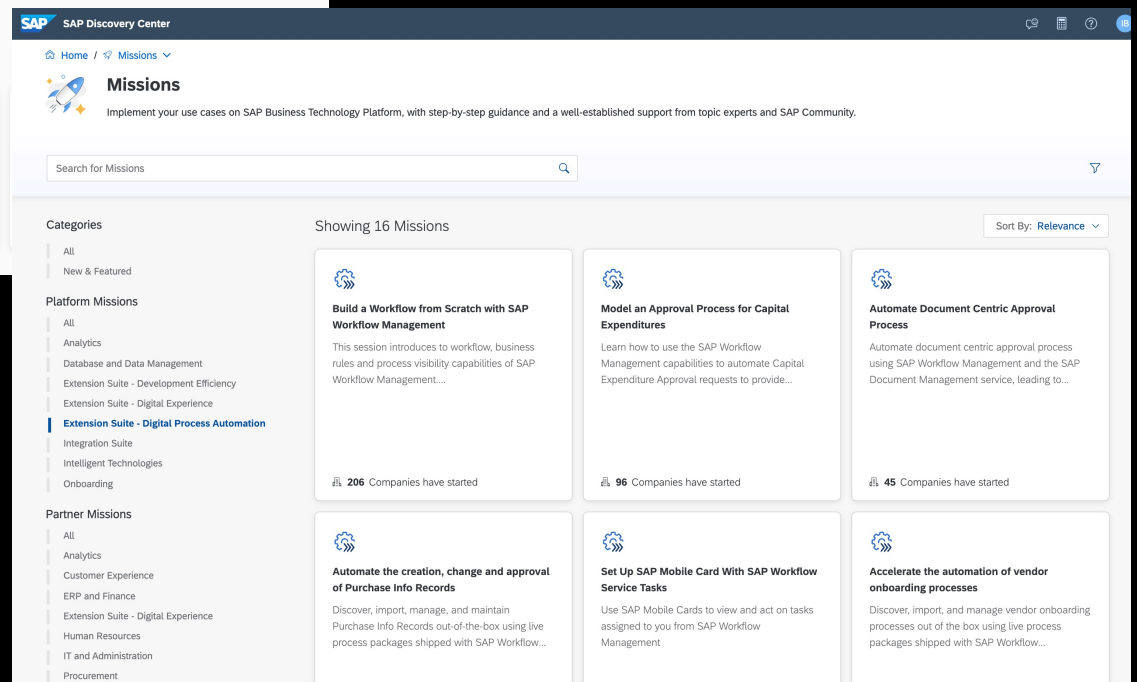 SAP SAP Discovery Center
IB
Home / Missions
Missions
Implement your use cases on SAP Business Technology Platform, with step-by-step guidance and a well-established support from topic experts and SAP Community.
Search for Missions
Categories
All
New & Featured
Platform Missions
All
Analytics
Database and Data Management
Extension Suite - Development Efficiency
Extension Suite - Digital Experience
Extension Suite - Digital Process Automation
Integration Suite
Intelligent Technologies
Onboarding
Partner Missions
All
Analytics
Customer Experience
ERP and Finance
Extension Suite - Digital Experience
Human Resources
IT and Administration
Procurement
Showing 16 Missions
Sort By: Relevance
Build a Workflow from Scratch with SAP
Workflow Management
This session introduces to workflow, business
rules and process visibility capabilities of SAP
Workflow Management....
206 Companies have started
Model an Approval Process for Capital
Expenditures
Learn how to use the SAP Workflow
Management capabilities to automate Capital
Expenditure Approval requests to provide...
96 Companies have started
Automate Document Centric Approval
Process
Automate document centric approval process
using SAP Workflow Management and the SAP
Document Management service, leading to...
45 Companies have started
Automate the creation, change and approval
of Purchase Info Records
Discover, import, manage, and maintain
Purchase Info Records out-of-the-box using live
process packages shipped with SAP Workflow...
Set Up SAP Mobile Card With SAP Workflow
Service Tasks
Use SAP Mobile Cards to view and act on tasks
assigned to you from SAP Workflow
Management
Accelerate the automation of vendor
onboarding processes
Discover, import, and manage vendor onboarding
processes out of the box using live process
packages shipped with SAP Workflow...